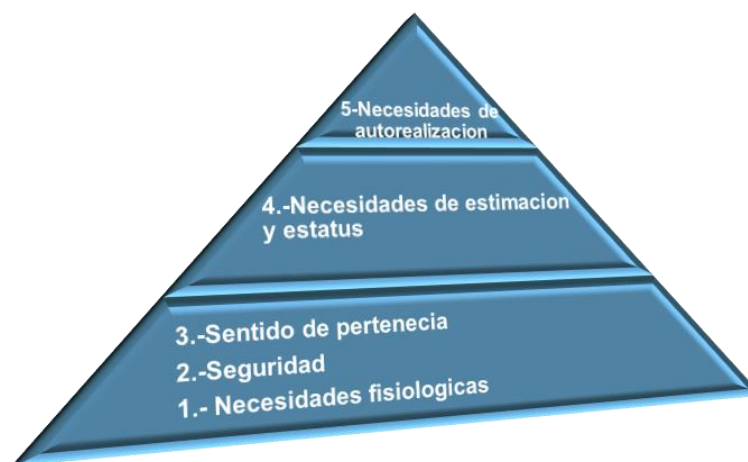 5-Necesidades de
autorealizacion
4.-Necesidades de estimacion
y estatus
3.-Sentido de pertenecia
2.-Seguridad
1.- Necesidades fisiologicas